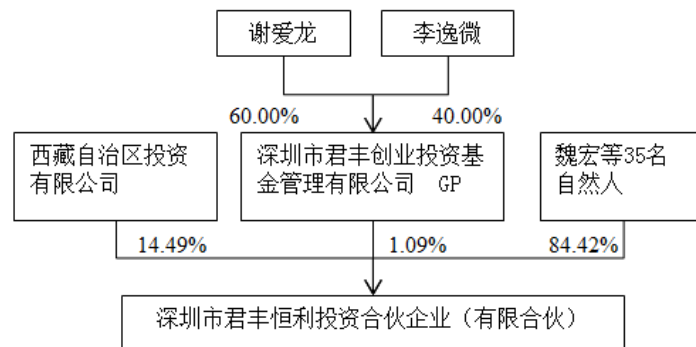 谢爱龙
李逸微
60.00%
40.00%
西藏自治区投资
有限公司
深圳市君丰创业投资基
金管理有限公司 GP
魏宏等35名
自然人
14.49%
1.09%
84.42%
深圳市君丰恒利投资合伙企业（有限合伙）